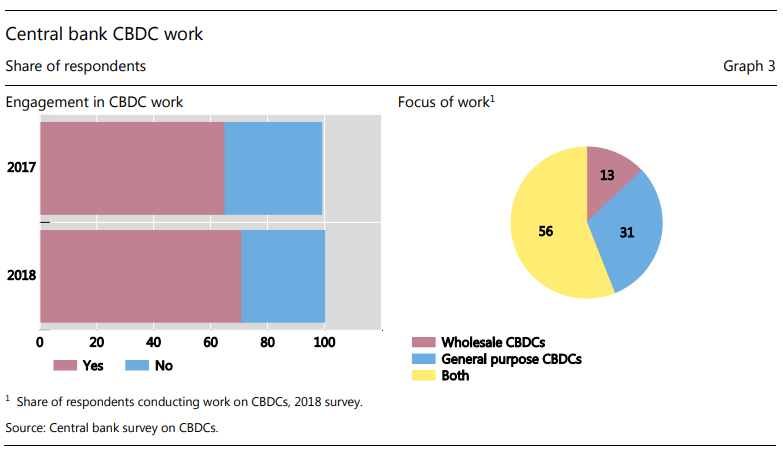 Central bank CBDC work
Share of respondents Graph 3
Engagement in CBDC work
2017
2018
0 20 40 60 80 100
Yes No
Focus of work1
13
31
56
Wholesale CBDCs
General purpose CBDCs
Both
1 Share of respondents conducting work on CBDCs, 2018 survey.
Source: Central bank survey on CBDCs.